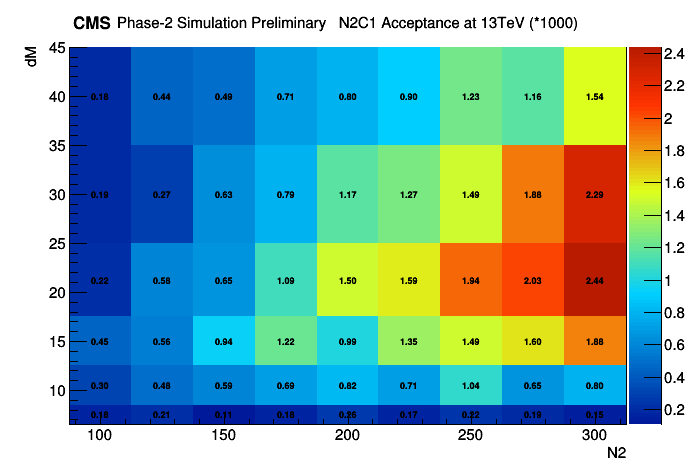 CMS Phase-2 Simulation Preliminary N2C1 Acceptance at 13TeV (*1000)
dM
45 2.4
40 0.18 0.44 0.49 0.71 0.80 0.90 1.23 1.16 1.54 2.2
35 2
30 0.19 0.27 0.63 0.79 1.17 1.27 1.49 1.88 2.29 1.8
1.6
1.4
25 1.2
20 0.22 0.58 0.65 1.09 1.50 1.59 1.94 2.03 2.44 1
0.8
15 0.45 0.56 0.94 1.22 0.99 1.35 1.49 1.60 1.88 0.6
10 0.30 0.48 0.59 0.69 0.82 0.71 1.04 0.65 0.80 0.4
0.18 0.21 0.11 0.18 0.26 0.17 0.22 0.19 0.15 0.2
100 150 200 250 300
N2